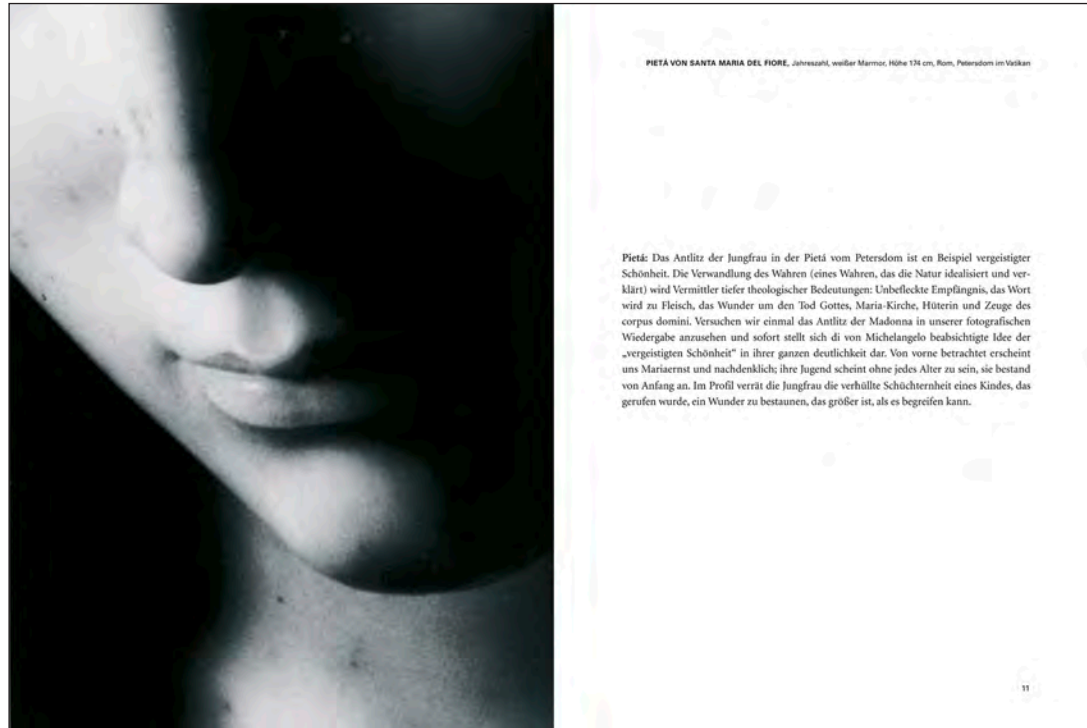 PIETÁ VON SANTA MARIA DEL FIORE, Jahreszahl, weißer Marmor, Höhe 174 cm, Rom, Petersdom im Vatikan
Pietá: Das Antlitz der Jungfrau in der Pietá vom Petersdom ist en Beispiel vergeistigter
Schönheit. Die Verwandlung des Wahren (eines Wahren, das die Natur idealisiert und ver-
klärt) wird Vermittler tiefer theologischer Bedeutungen: Unbefleckte Empfängnis, das Wort
wird zu Fleisch, das Wunder um den Tod Gottes, Maria-Kirche, Hüterin und Zeuge des
corpus domini. Versuchen wir einmal das Antlitz der Madonna in unserer fotografischen
Wiedergabe anzusehen und sofort stellt sich di von Michelangelo beabsichtigte Idee der
„vergeistigten Schönheit" in ihrer ganzen deutlichkeit dar. Von vorne betrachtet erscheint
uns Mariaernst und nachdenklich; ihre Jugend scheint ohne jedes Alter zu sein, sie bestand
von Anfang an. Im Profil verrät die Jungfrau die verhüllte Schüchternheit eines Kindes, das
gerufen wurde, ein Wunder zu bestaunen, das größer ist, als es begreifen kann.
11